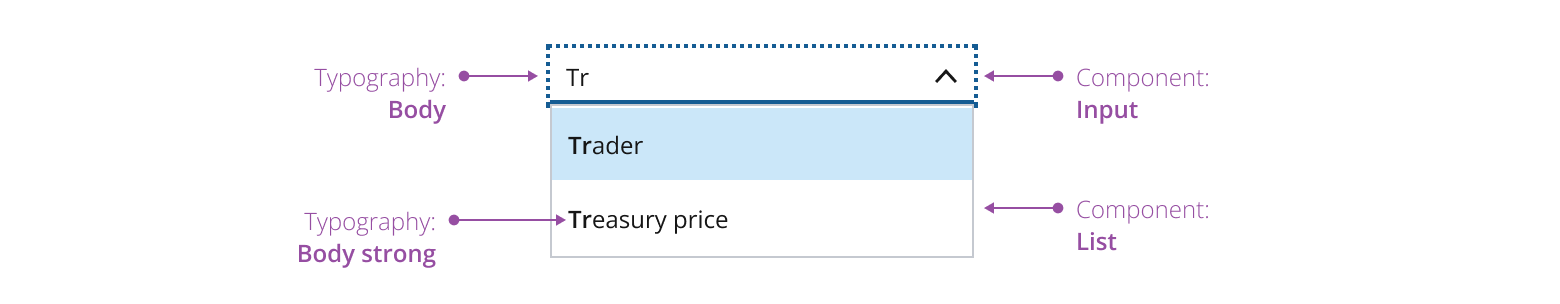 Typography:
Body
Tr
Component:
Input
Trader
Typography:
Body strong
Treasury price
Component:
List